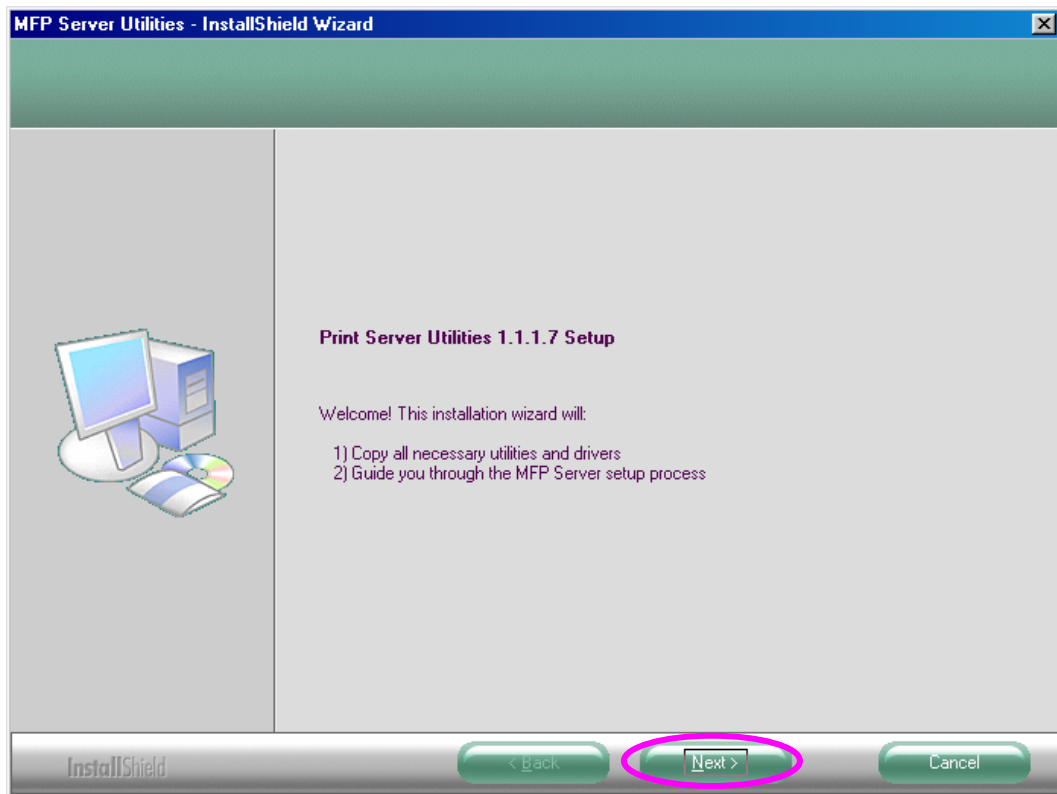 MFP Server Utilities - InstallShield Wizard
Print Server Utilities 1.1.1.7 Setup
Welcome! This installation wizard will:
1) Copy all necessary utilities and drivers
2) Guide you through the MFP Server setup process
InstallShield
< Back
Next >
Cancel